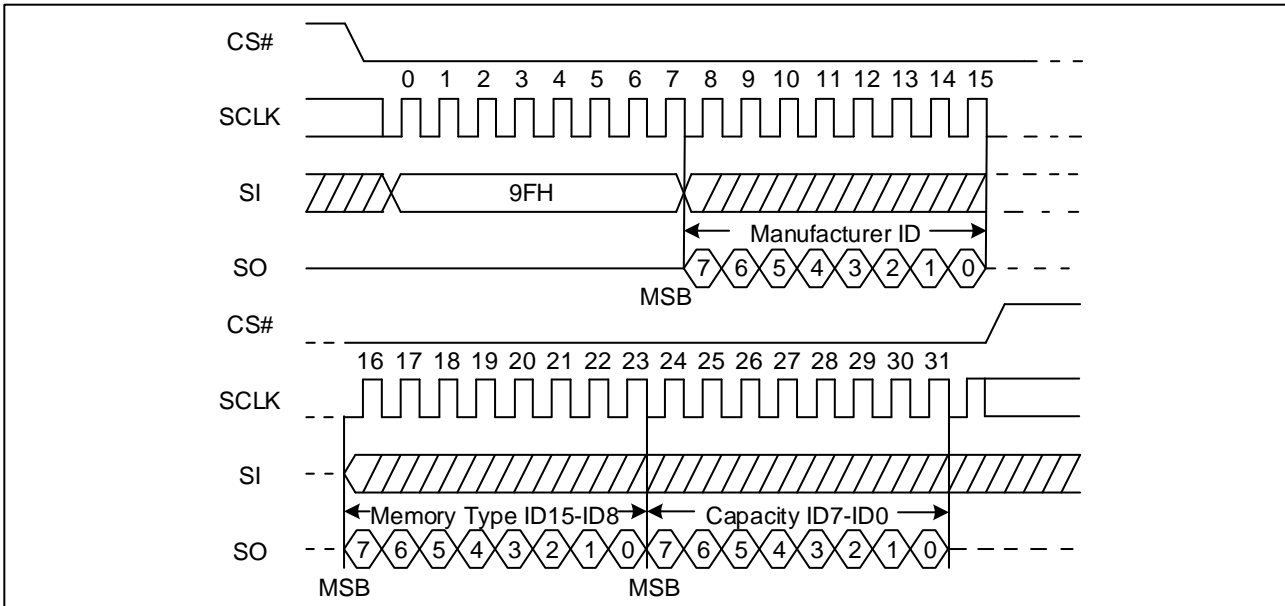 CS#
0 1 2 3 4 5 6 7 8 9 10 11 12 13 14 15
SCLK
SI 9FH
Manufacturer ID
SO 7 6 5 4 3 2 1 0
MSB
CS#
16 17 18 19 20 21 22 23 24 25 26 27 28 29 30 31
SCLK
SI
Memory Type ID15-ID8 Capacity ID7-ID0
SO 7 6 5 4 3 2 1 0 7 6 5 4 3 2 1 0
MSB MSB